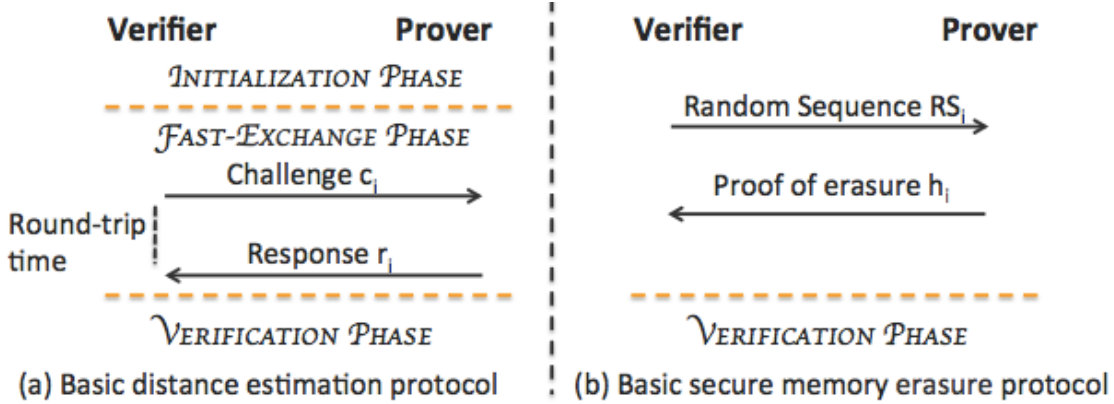 Verifier Prover
INITIALIZATION PHASE
FAST-EXCHANGE PHASE
Challenge cᵢ
Round-trip
time
Response rᵢ
VERIFICATION PHASE
(a) Basic distance estimation protocol
Verifier Prover
Random Sequence RSᵢ
Proof of erasure hᵢ
VERIFICATION PHASE
(b) Basic secure memory erasure protocol